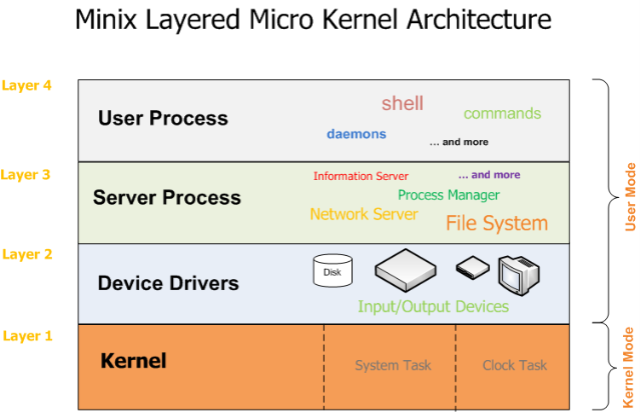 Minix Layered Micro Kernel Architecture
Layer 4
User Process
shell
commands
daemons
... and more
Layer 3
Server Process
Information Server
... and more
Process Manager
Network Server
File System
User Mode
Layer 2
Device Drivers
Disk
Input/Output Devices
Layer 1
Kernel
System Task
Clock Task
Kernel Mode